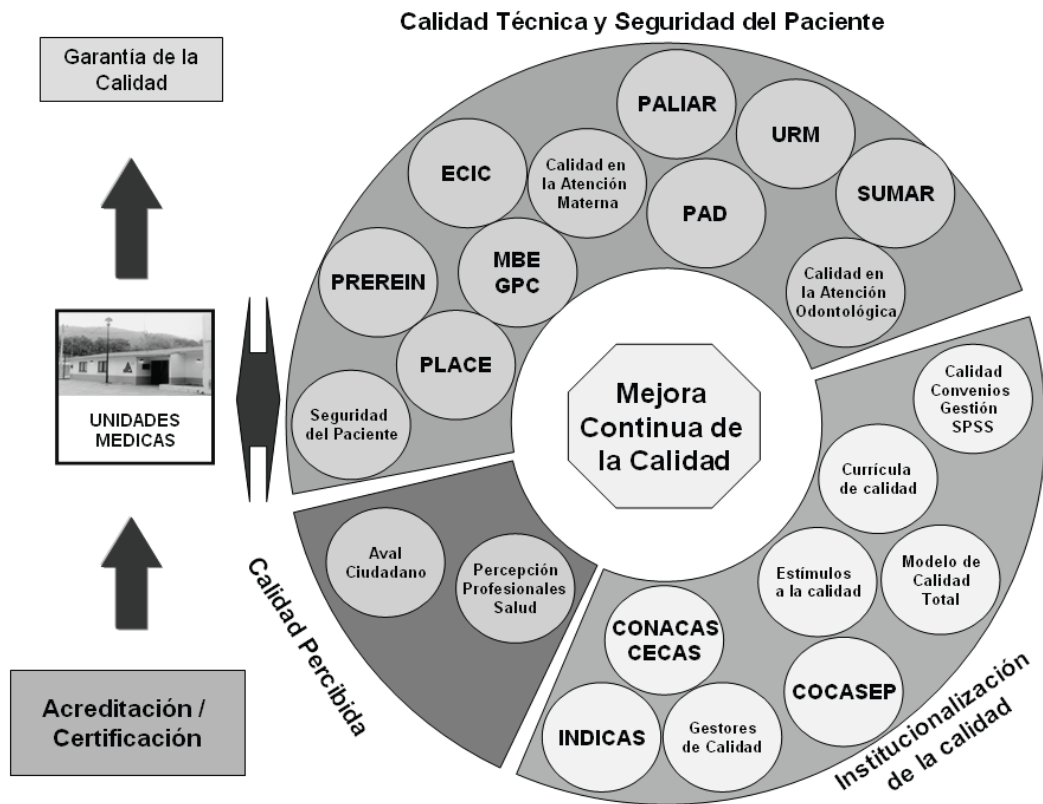 Calidad Técnica y Seguridad del Paciente
Garantía de la
Calidad
PALIAR
URM
ECIC
Calidad en
la Atención
Materna
SUMAR
PAD
MBE
GPC
PREREIN
Calidad en
la Atención
Odontológica
PLACE
Seguridad
del Paciente
UNIDADES
MEDICAS
Mejora
Continua de
la Calidad
Calidad
Convenios
Gestión
SPSS
Currícula
de calidad
Aval
Ciudadano
Percepción
Profesionales
Salud
Estímulos
a la calidad
Modelo de
Calidad
Total
CONACAS
CECAS
COCASEP
INDICAS
Gestores
de Calidad
Calidad Percibida
Institucionalización
de la calidad
Acreditación /
Certificación